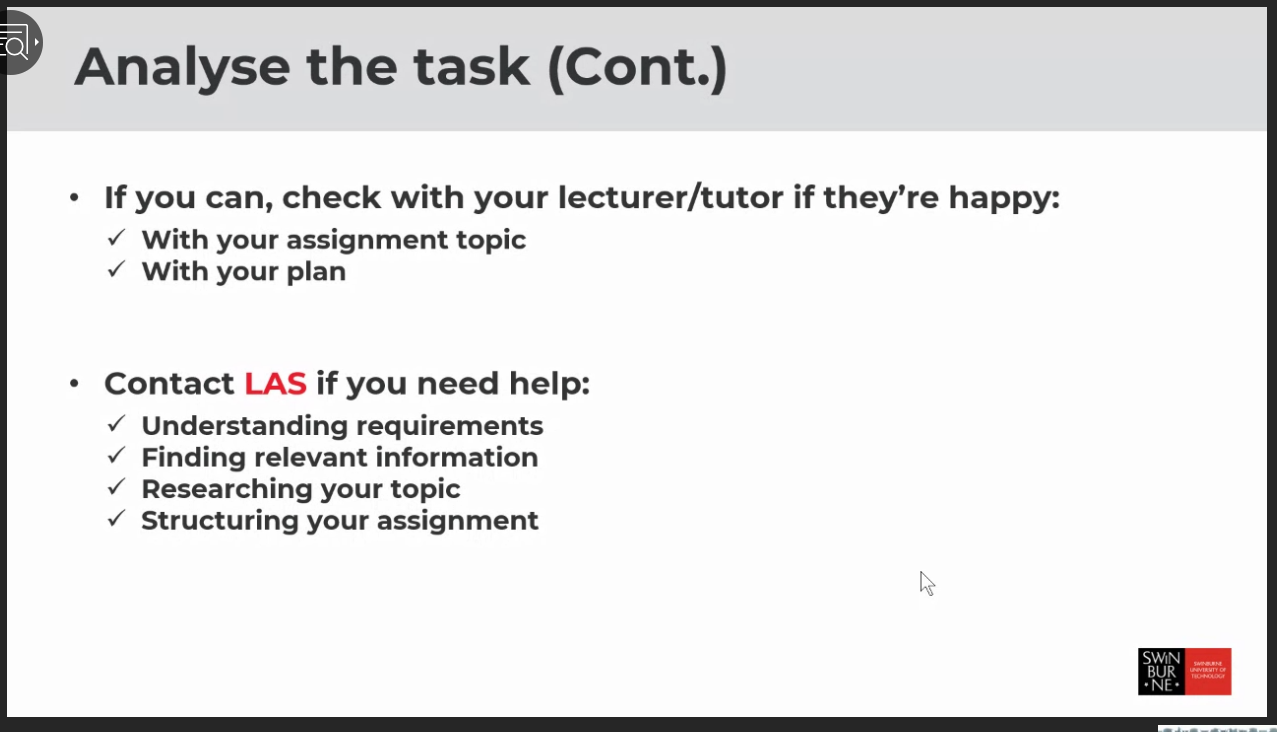 Analyse the task (Cont.)
• If you can, check with your lecturer/tutor if they’re happy:
✓ With your assignment topic
✓ With your plan
• Contact LAS if you need help:
✓ Understanding requirements
✓ Finding relevant information
✓ Researching your topic
✓ Structuring your assignment
SWiN
BUR
• NE •
SWINBURNE
UNIVERSITY OF
TECHNOLOGY